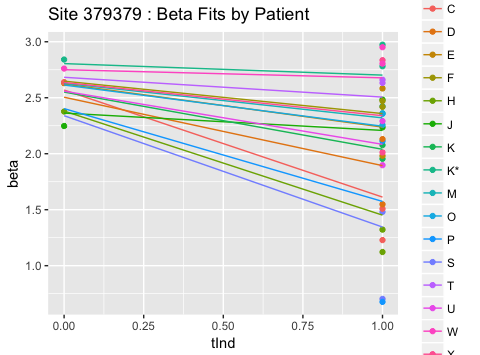 Site 379379 : Beta Fits by Patient
3.0
2.5
2.0
1.5
1.0
beta
0.00
0.25
0.50
0.75
1.00
tInd
C
D
E
F
H
J
K
K*
M
O
P
S
T
U
W